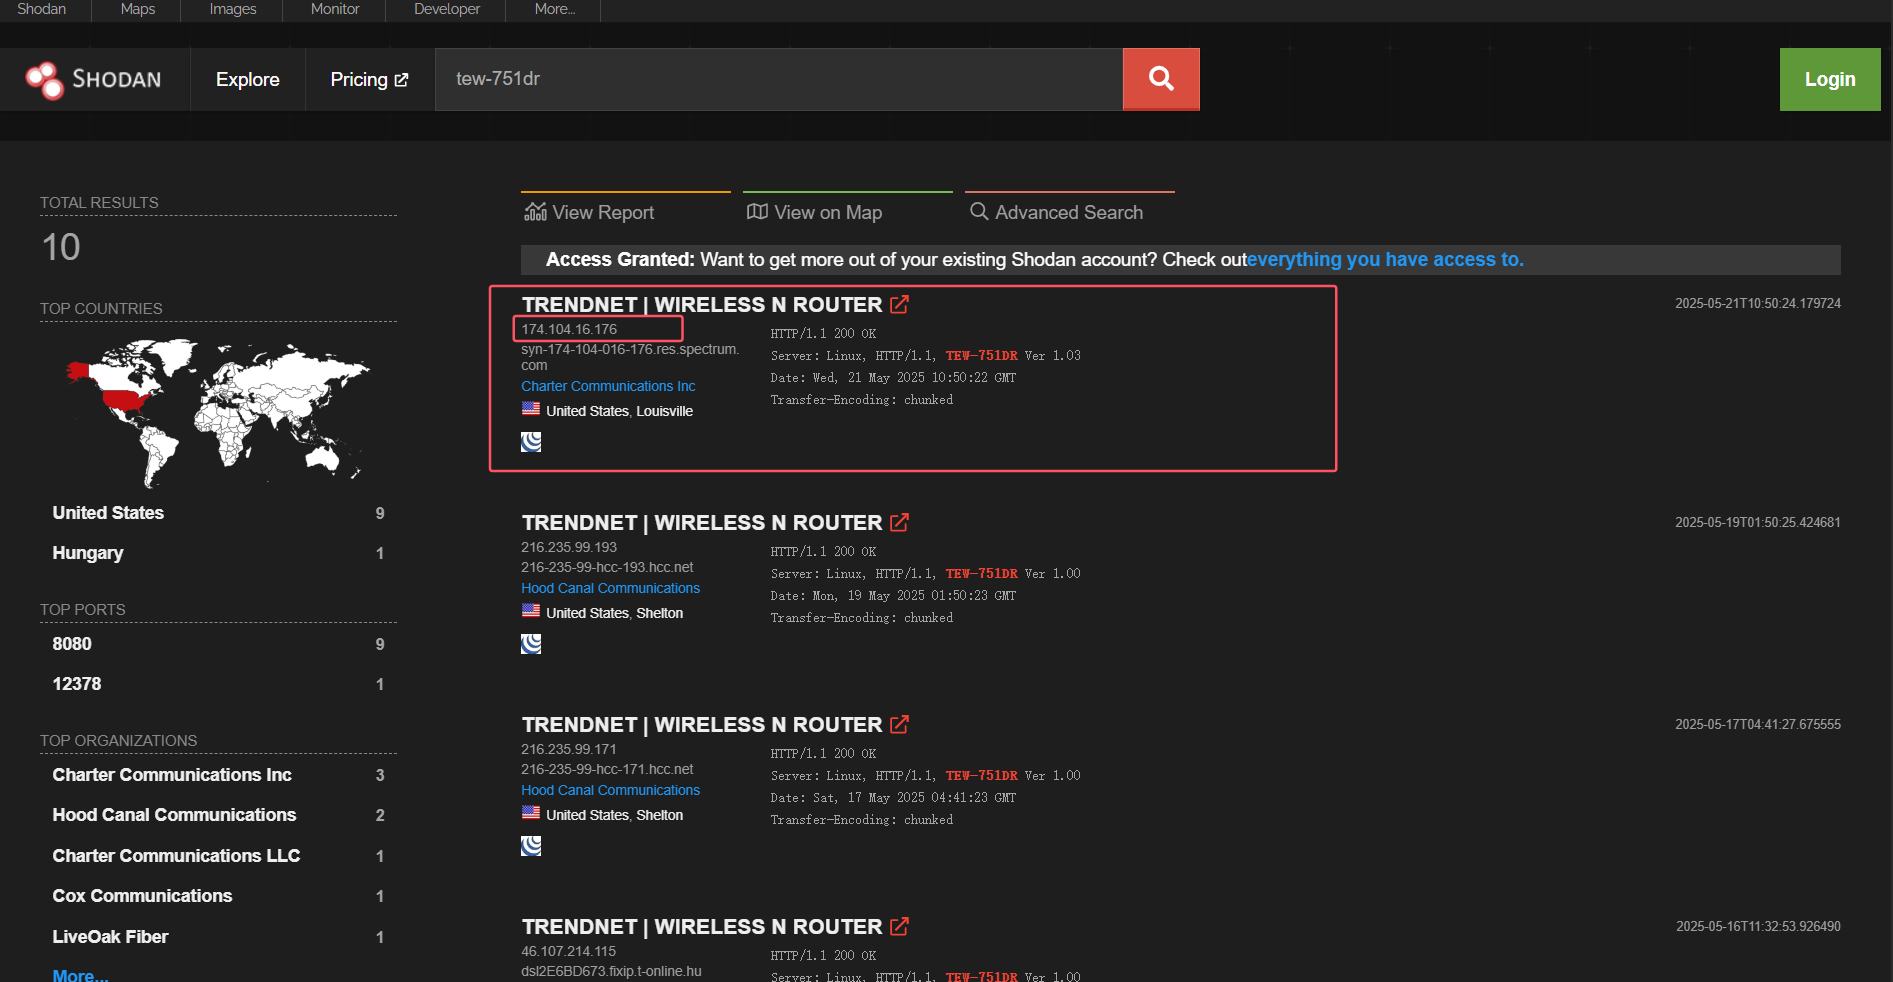 Shodan
Maps
Images
Monitor
Developer
More...
SHODAN
Explore
Pricing
tew-751dr
Login
TOTAL RESULTS
10
TOP COUNTRIES
United States 9
Hungary 1
TOP PORTS
8080 9
12378 1
TOP ORGANIZATIONS
Charter Communications Inc 3
Hood Canal Communications 2
Charter Communications LLC 1
Cox Communications 1
LiveOak Fiber 1
More...
View Report
View on Map
Advanced Search
Access Granted: Want to get more out of your existing Shodan account? Check outeverything you have access to.
TRENDNET | WIRELESS N ROUTER
2025-05-21T10:50:24.179724
174.104.16.176
syn-174-104-016-176.res.spectrum.
com
Charter Communications Inc
United States, Louisville
HTTP/1.1 200 OK
Server: Linux, HTTP/1.1, TEW-751DR Ver 1.03
Date: Wed, 21 May 2025 10:50:22 GMT
Transfer-Encoding: chunked
TRENDNET | WIRELESS N ROUTER
2025-05-19T01:50:25.424681
216.235.99.193
216-235-99-hcc-193.hcc.net
Hood Canal Communications
United States, Shelton
HTTP/1.1 200 OK
Server: Linux, HTTP/1.1, TEW-751DR Ver 1.00
Date: Mon, 19 May 2025 01:50:23 GMT
Transfer-Encoding: chunked
TRENDNET | WIRELESS N ROUTER
2025-05-17T04:41:27.675555
216.235.99.171
216-235-99-hcc-171.hcc.net
Hood Canal Communications
United States, Shelton
HTTP/1.1 200 OK
Server: Linux, HTTP/1.1, TEW-751DR Ver 1.00
Date: Sat, 17 May 2025 04:41:23 GMT
Transfer-Encoding: chunked
TRENDNET | WIRELESS N ROUTER
2025-05-16T11:32:53.926490
46.107.214.115
dsl2E6BD673.fixip.t-online.hu
HTTP/1.1 200 OK
Server: Linux, HTTP/1.1, TEW-751DR Ver 1.00